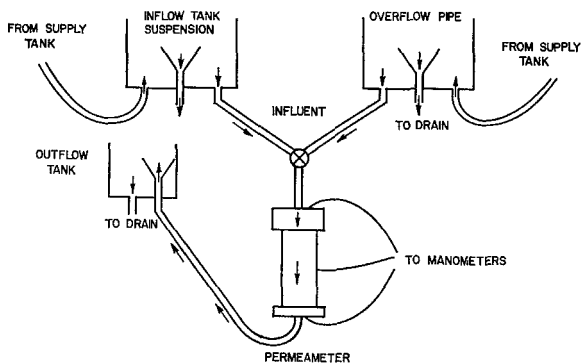 INFLOW TANK
SUSPENSION
OVERFLOW PIPE
FROM SUPPLY
TANK
FROM SUPPLY
TANK
INFLUENT
TO DRAIN
OUTFLOW
TANK
TO DRAIN
TO MANOMETERS
PERMEAMETER